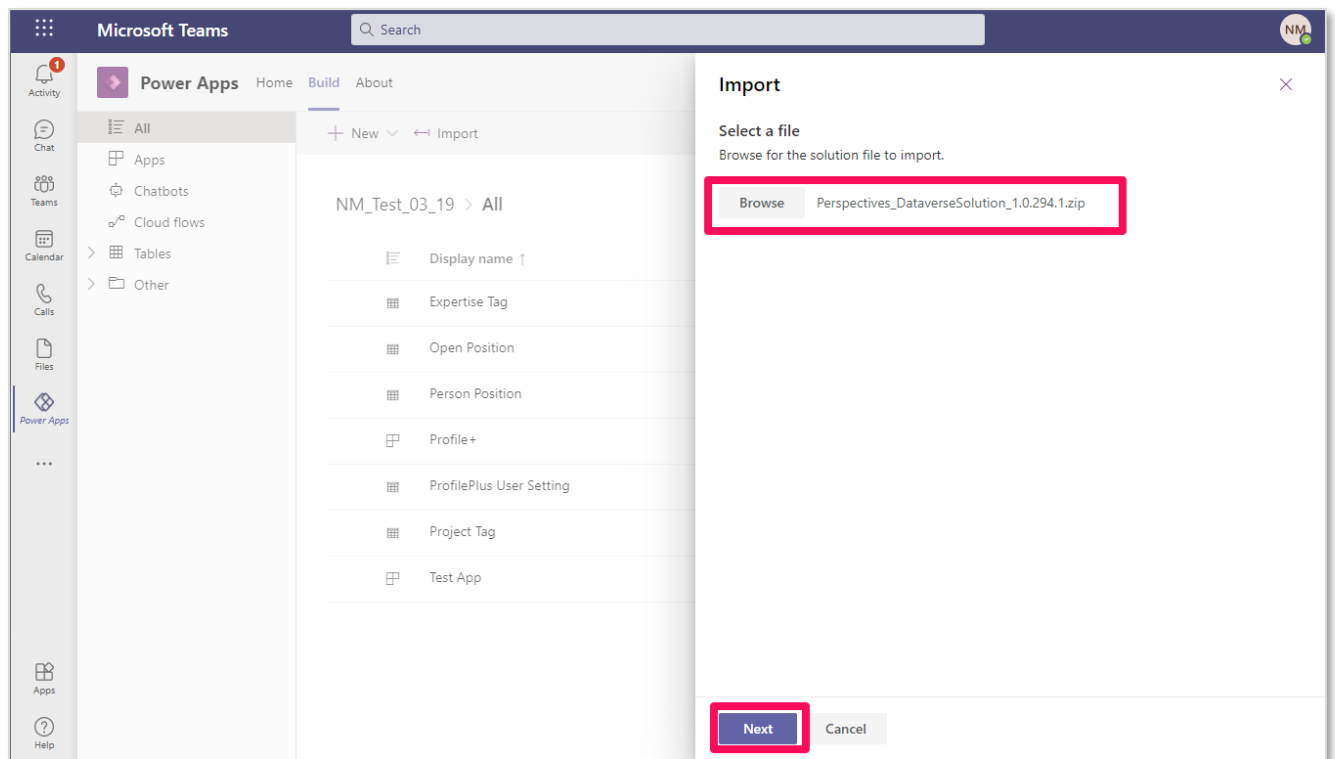 Microsoft Teams
Search
NM
1
Activity
Chat
Teams
Calendar
Calls
Files
Power Apps
Apps
Help
Power Apps Home Build About
All
Apps
Chatbots
Cloud flows
Tables
Other
New Import
NM_Test_03_19 > All
Display name ↑
Expertise Tag
Open Position
Person Position
Profile+
ProfilePlus User Setting
Project Tag
Test App
Import
Select a file
Browse for the solution file to import.
Browse Perspectives_DataverseSolution_1.0.294.1.zip
Next Cancel